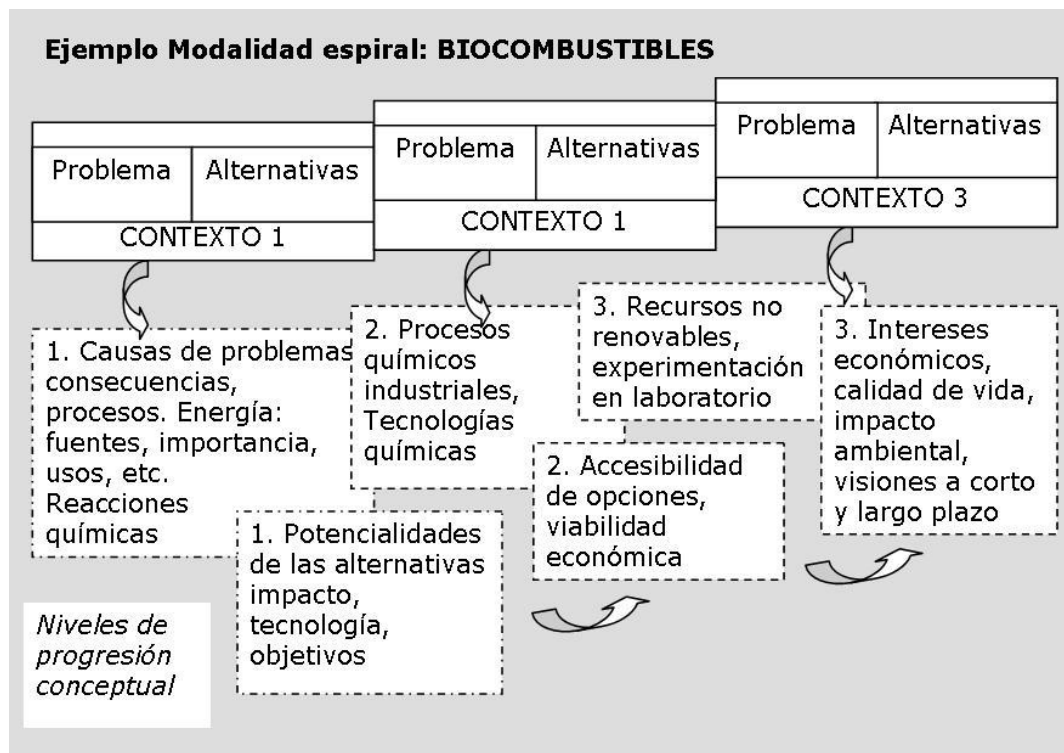 Ejemplo Modalidad espiral: BIOCOMBUSTIBLES
Problema
Alternativas
CONTEXTO 1
Problema
Alternativas
CONTEXTO 1
Problema
Alternativas
CONTEXTO 3
1. Causas de problemas
consecuencias,
procesos. Energía:
fuentes, importancia,
usos, etc.
Reacciones
químicas
1. Potencialidades
de las alternativas
impacto,
tecnología,
objetivos
2. Procesos
químicos
industriales,
Tecnologías
químicas
2. Accesibilidad
de opciones,
viabilidad
económica
3. Recursos no
renovables,
experimentación
en laboratorio
3. Intereses
económicos,
calidad de vida,
impacto
ambiental,
visiones a corto
y largo plazo
Niveles de
progresión
conceptual